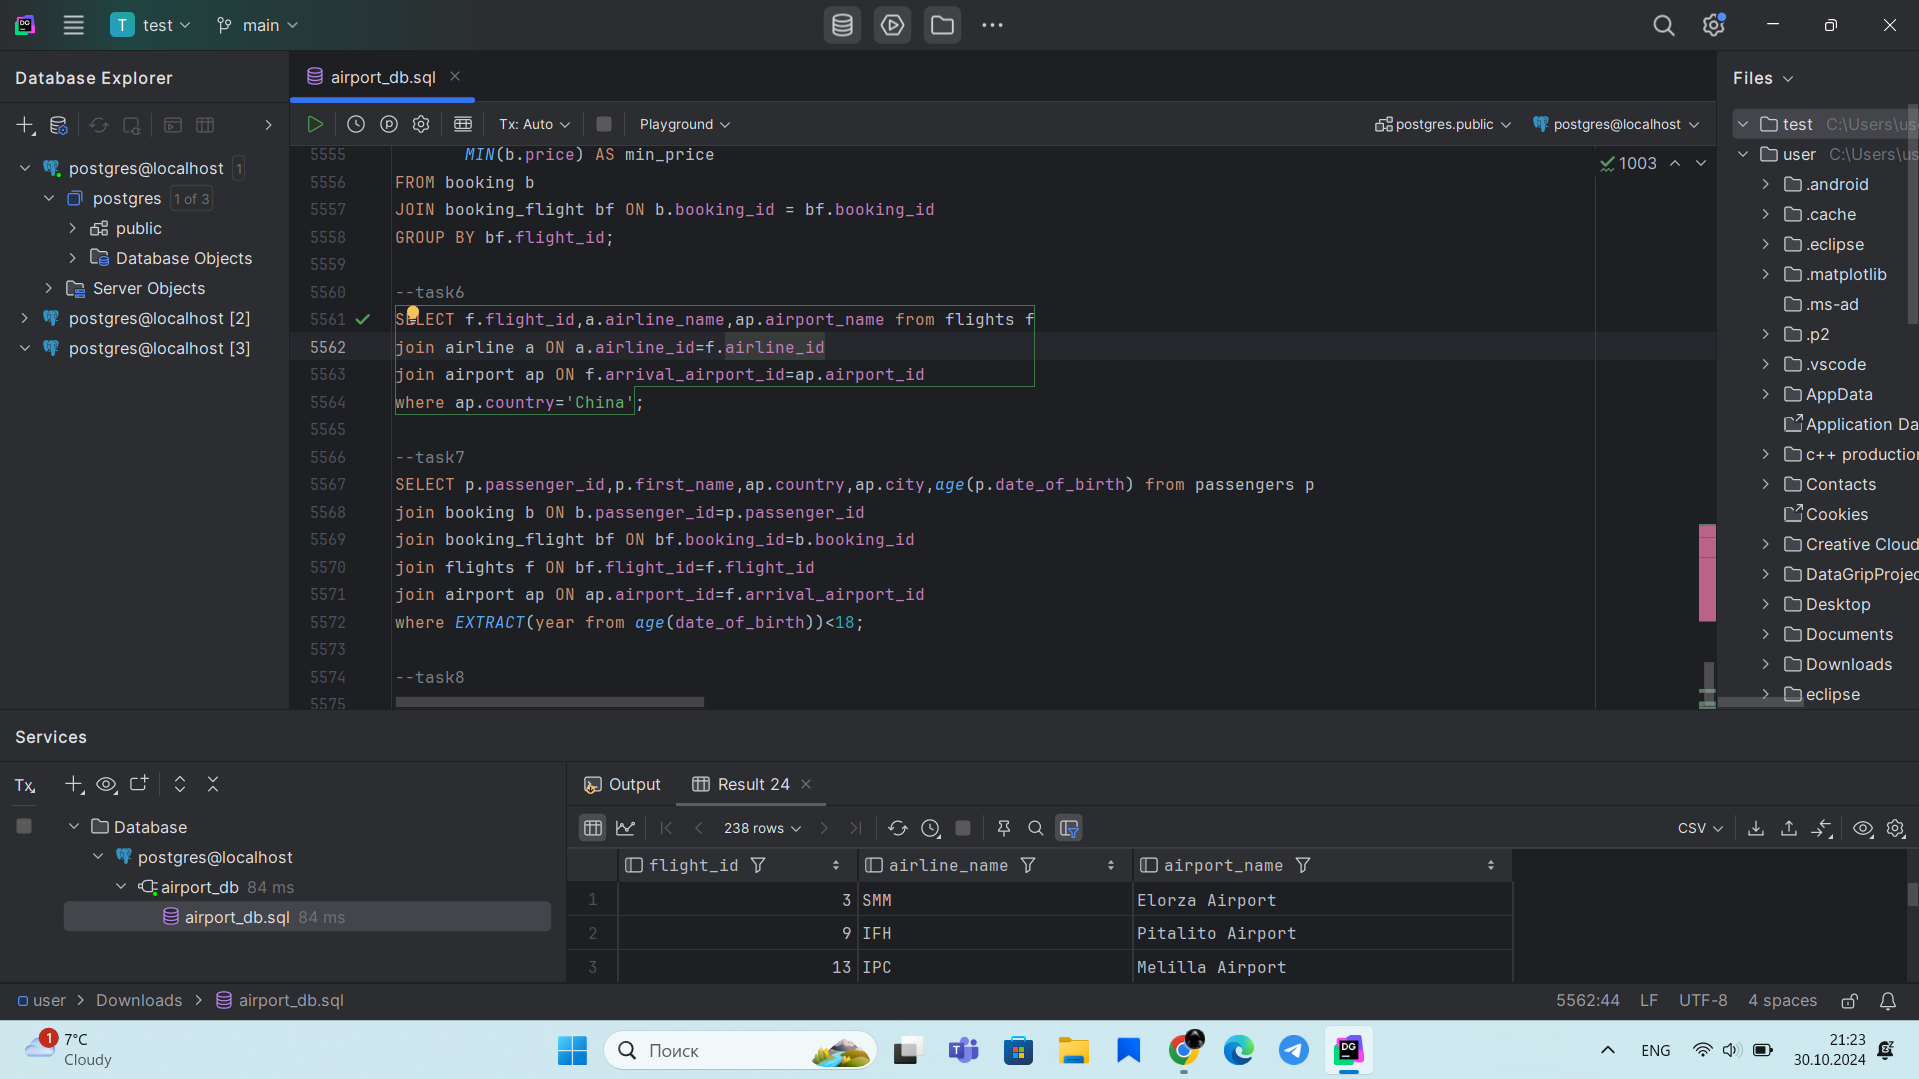 DG
T test
main
Database Explorer
airport_db.sql
Files
Tx: Auto
Playground
postgres.public
postgres@localhost
postgres@localhost 1
postgres 1 of 3
public
Database Objects
Server Objects
postgres@localhost [2]
postgres@localhost [3]
1003
5555 MIN(b.price) AS min_price
5556 FROM booking b
5557 JOIN booking_flight bf ON b.booking_id = bf.booking_id
5558 GROUP BY bf.flight_id;
5559
5560 --task6
5561 SELECT f.flight_id,a.airline_name,ap.airport_name from flights f
5562 join airline a ON a.airline_id=f.airline_id
5563 join airport ap ON f.arrival_airport_id=ap.airport_id
5564 where ap.country='China';
5565
5566 --task7
5567 SELECT p.passenger_id,p.first_name,ap.country,ap.city,age(p.date_of_birth) from passengers p
5568 join booking b ON b.passenger_id=p.passenger_id
5569 join booking_flight bf ON bf.booking_id=b.booking_id
5570 join flights f ON bf.flight_id=f.flight_id
5571 join airport ap ON ap.airport_id=f.arrival_airport_id
5572 where EXTRACT(year from age(date_of_birth))<18;
5573
5574 --task8
5575
test C:\Users\us
user C:\Users\us
.android
.cache
.eclipse
.matplotlib
.ms-ad
.p2
.vscode
AppData
Application Da
c++ production
Contacts
Cookies
Creative Cloud
DataGripProjec
Desktop
Documents
Downloads
eclipse
Services
Tx
Database
postgres@localhost
airport_db 84 ms
airport_db.sql 84 ms
Output
Result 24
238 rows
CSV
flight_id airline_name airport_name
1 3 SMM Elorza Airport
2 9 IFH Pitalito Airport
3 13 IPC Melilla Airport
user > Downloads > airport_db.sql
5562:44 LF UTF-8 4 spaces
1
7°C
Cloudy
Поиск
DG
ENG
21:23
30.10.2024